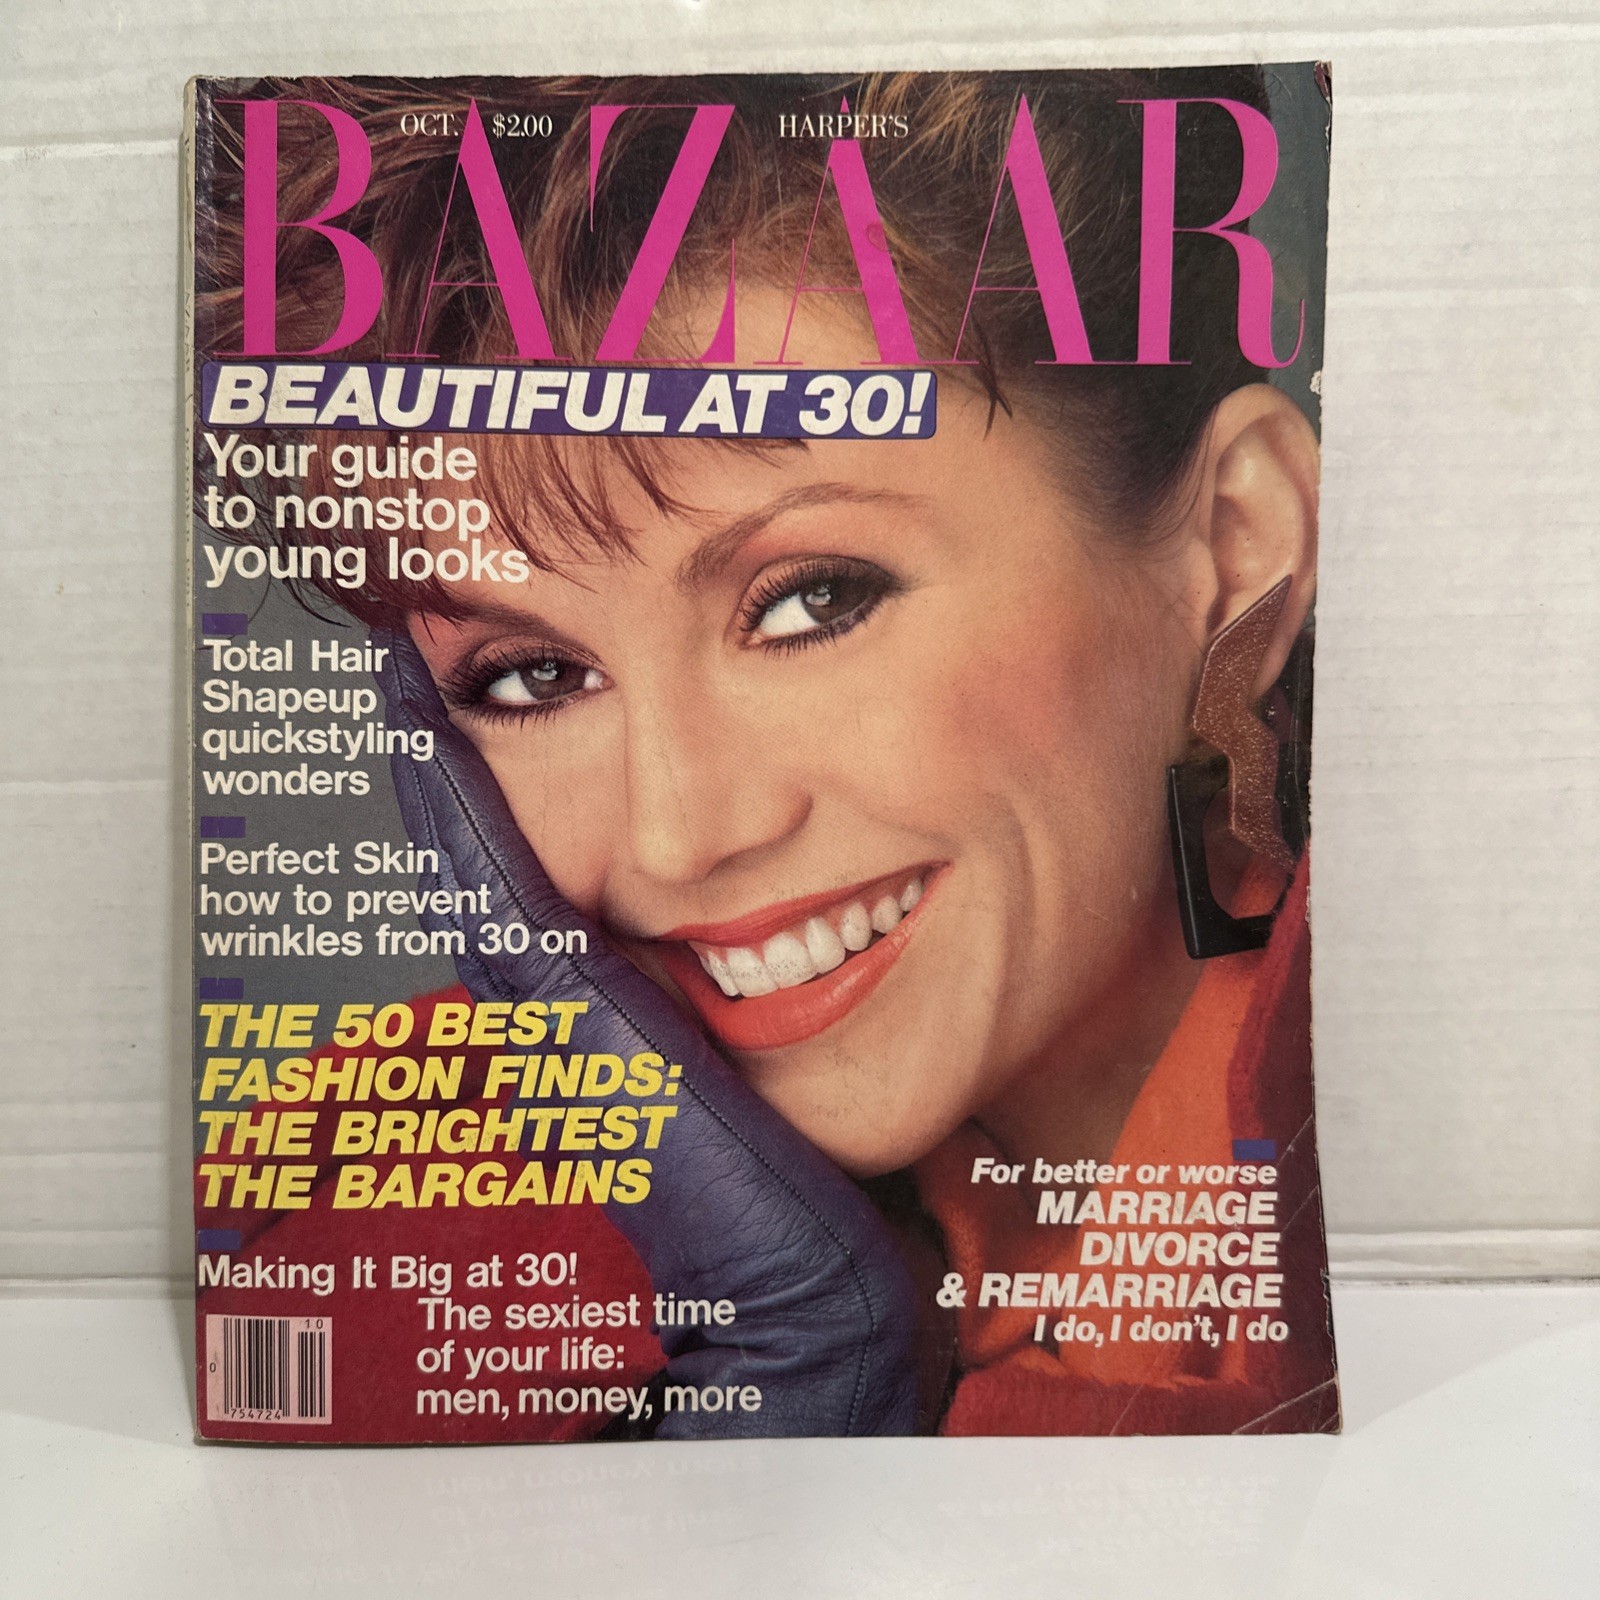 OCT. $2.00 HARPER'S
BAZAAR
BEAUTIFUL AT 30!
Your guide
to nonstop
young looks
Total Hair
Shapeup
quickstyling
wonders
Perfect Skin
how to prevent
wrinkles from 30 on
THE 50 BEST
FASHION FINDS:
THE BRIGHTEST
THE BARGAINS
Making It Big at 30!
The sexiest time
of your life:
men, money, more
For better or worse
MARRIAGE
DIVORCE
& REMARRIAGE
I do, I don't, I do
10
0
754724